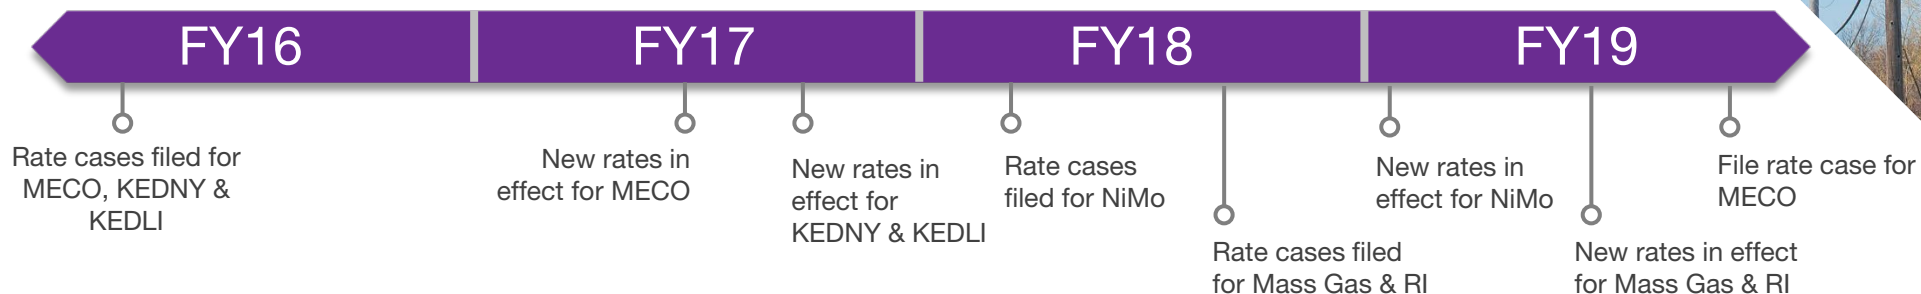 FY16
FY17
FY18
FY19
Rate cases filed for
MECO, KEDNY &
KEDLI
New rates in
effect for MECO
New rates in
effect for
KEDNY & KEDLI
Rate cases
filed for NiMo
Rate cases filed
for Mass Gas & RI
New rates in
effect for NiMo
New rates in effect
for Mass Gas & RI
File rate case for
MECO